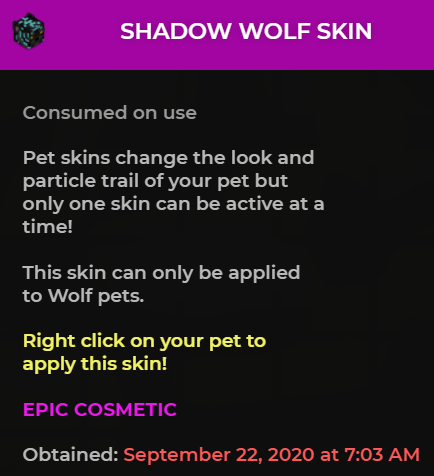 SHADOW WOLF SKIN
Consumed on use
Pet skins change the look and
particle trail of your pet but
only one skin can be active at a
time!
This skin can only be applied
to Wolf pets.
Right click on your pet to
apply this skin!
EPIC COSMETIC
Obtained: September 22, 2020 at 7:03 AM